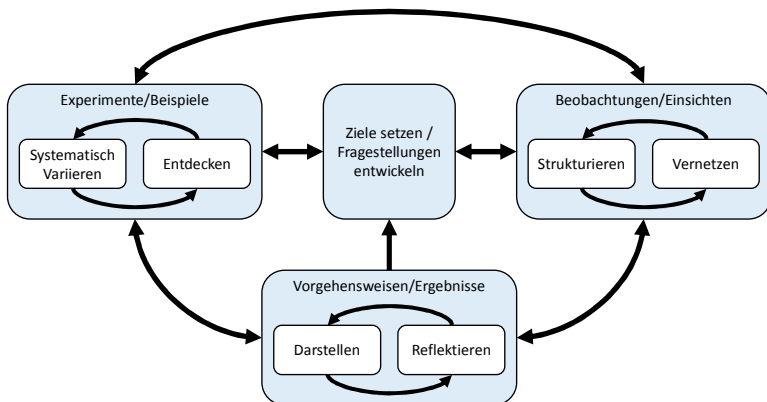 Experimente/Beispiele
Systematisch
Variieren
Entdecken
Ziele setzen /
Fragestellungen
entwickeln
Beobachtungen/Einsichten
Strukturieren
Vernetzen
Vorgehensweisen/Ergebnisse
Darstellen
Reflektieren